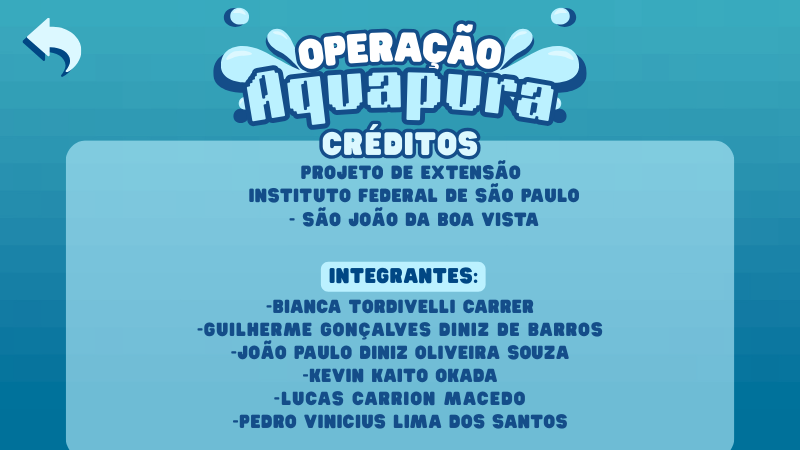 OPERAÇÃO
Aquapura
CRÉDITOS
PROJETO DE EXTENSÃO
INSTITUTO FEDERAL DE SÃO PAULO
- SÃO JOÃO DA BOA VISTA
INTEGRANTES:
-BIANCA TORDIVELLI CARRER
-GUILHERME GONÇALVES DINIZ DE BARROS
-JOÃO PAULO DINIZ OLIVEIRA SOUZA
-KEVIN KAITO OKADA
-LUCAS CARRION MACEDO
-PEDRO VINICIUS LIMA DOS SANTOS